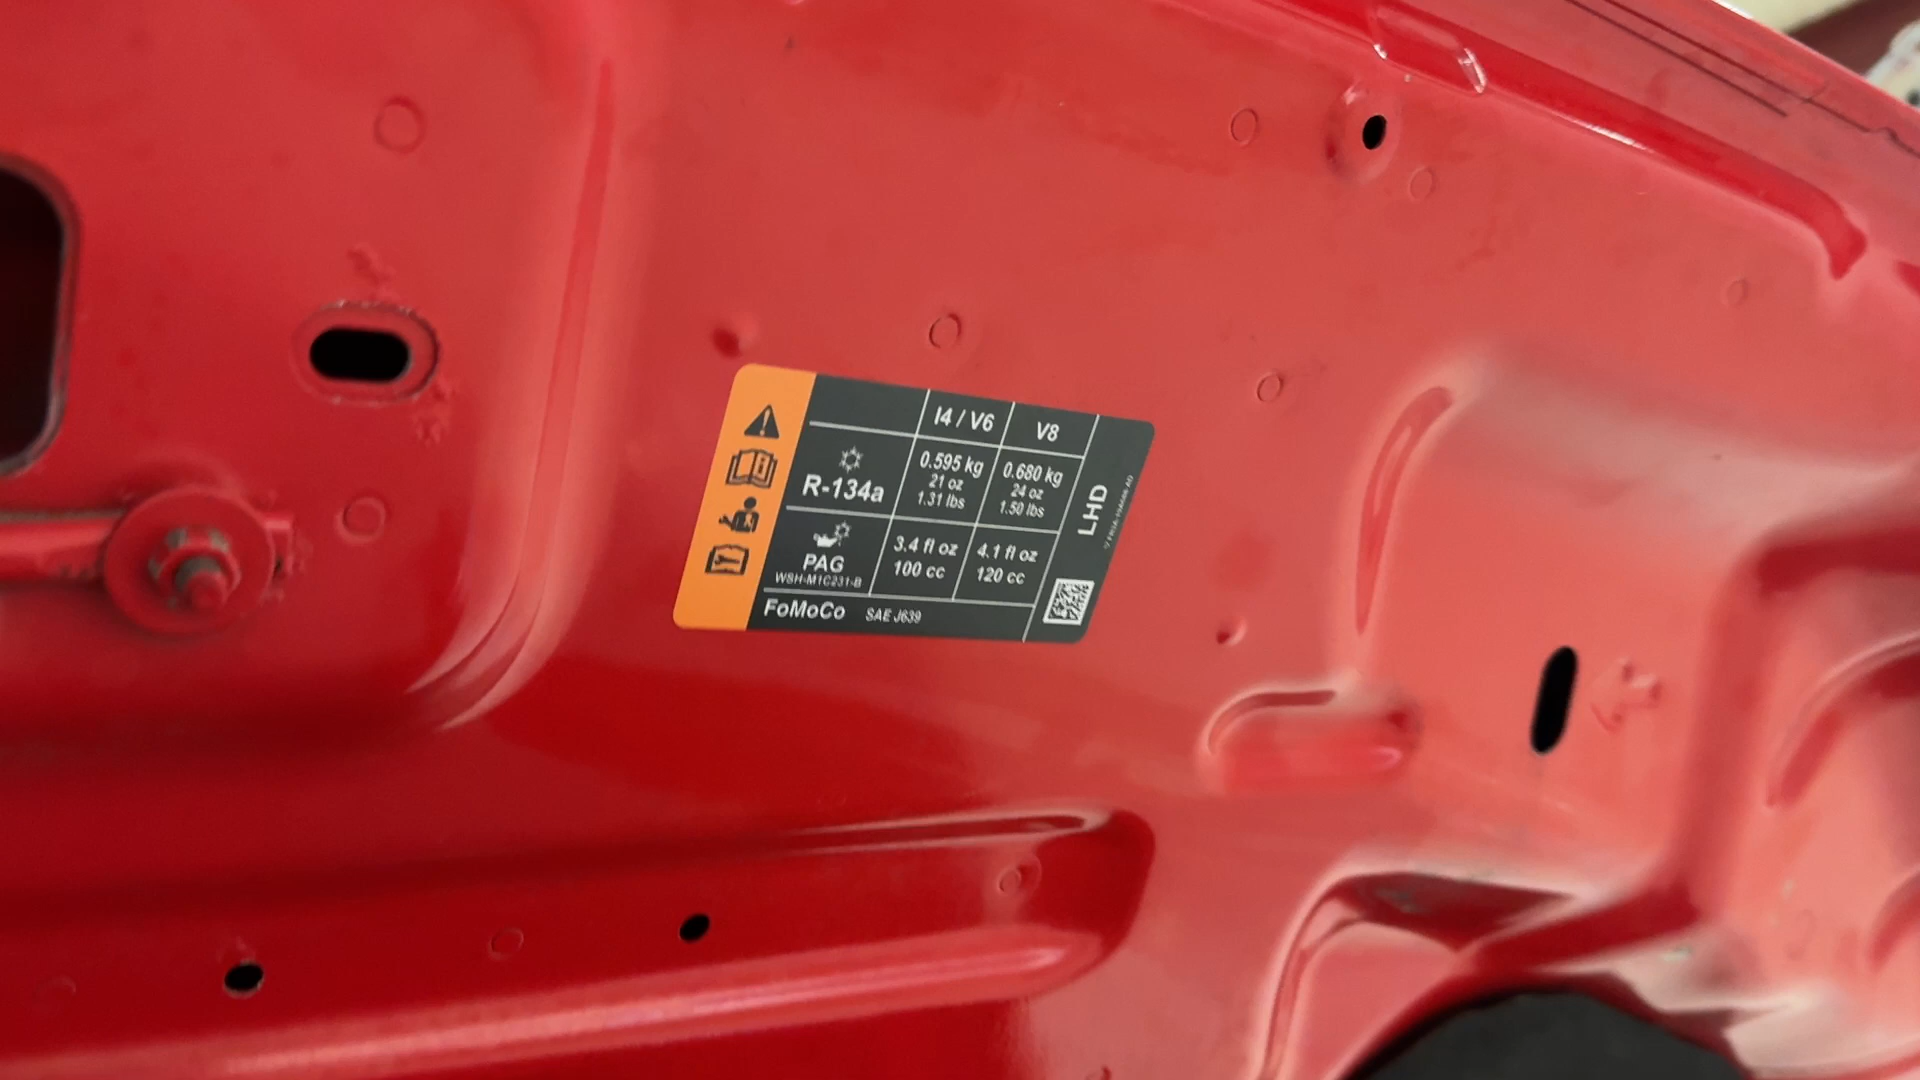 I4 / V6 V8
R-134a
0.595 kg 0.680 kg
21 oz 24 oz
1.31 lbs 1.50 lbs
PAG
WSH-M1C231-B
3.4 fl oz 4.1 fl oz
100 cc 120 cc
FoMoCo SAE J639
LHD